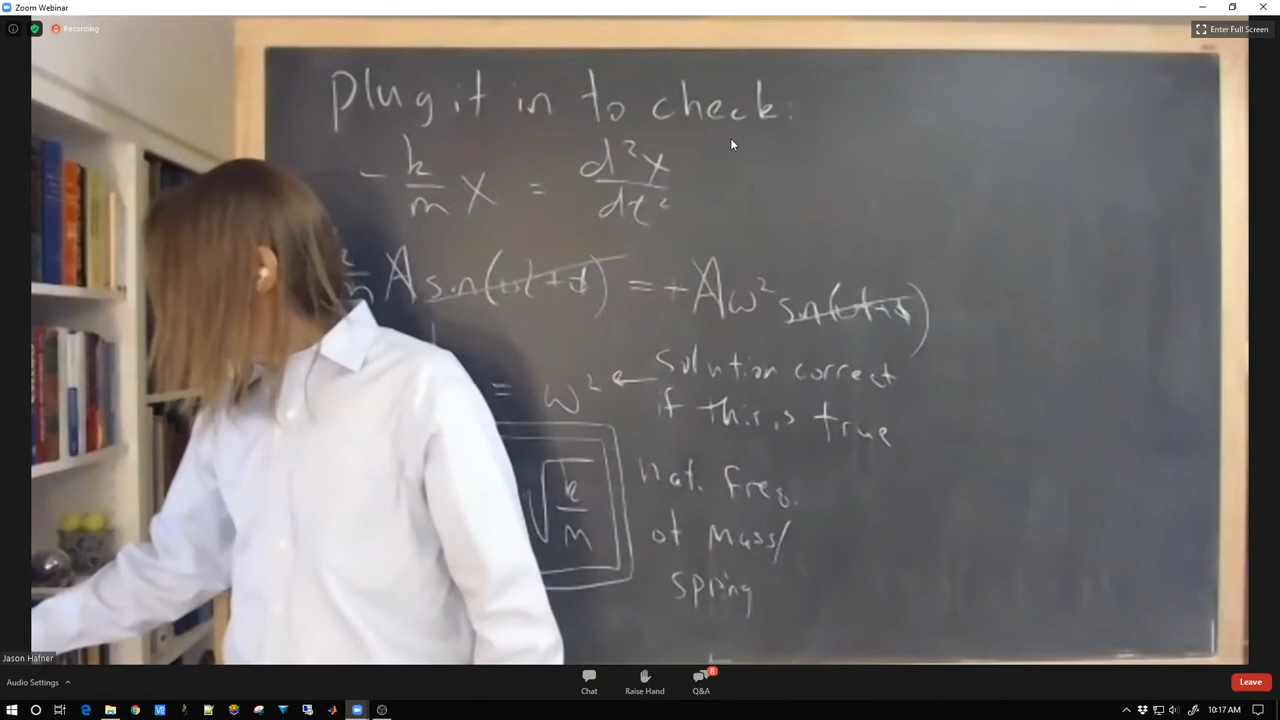 Zoom Webinar
Recording
Enter Full Screen
Plug it in to check:
- k/m x = d²x/dt²
A sin(ωt+ϕ) = + Aω² sin(ωt+ϕ)
= ω² ← solution correct
if this is true
√k/m
nat. freq.
of mass/
spring
Jason Hafner
Audio Settings
Chat
Raise Hand
8
Q&A
Leave
10:17 AM